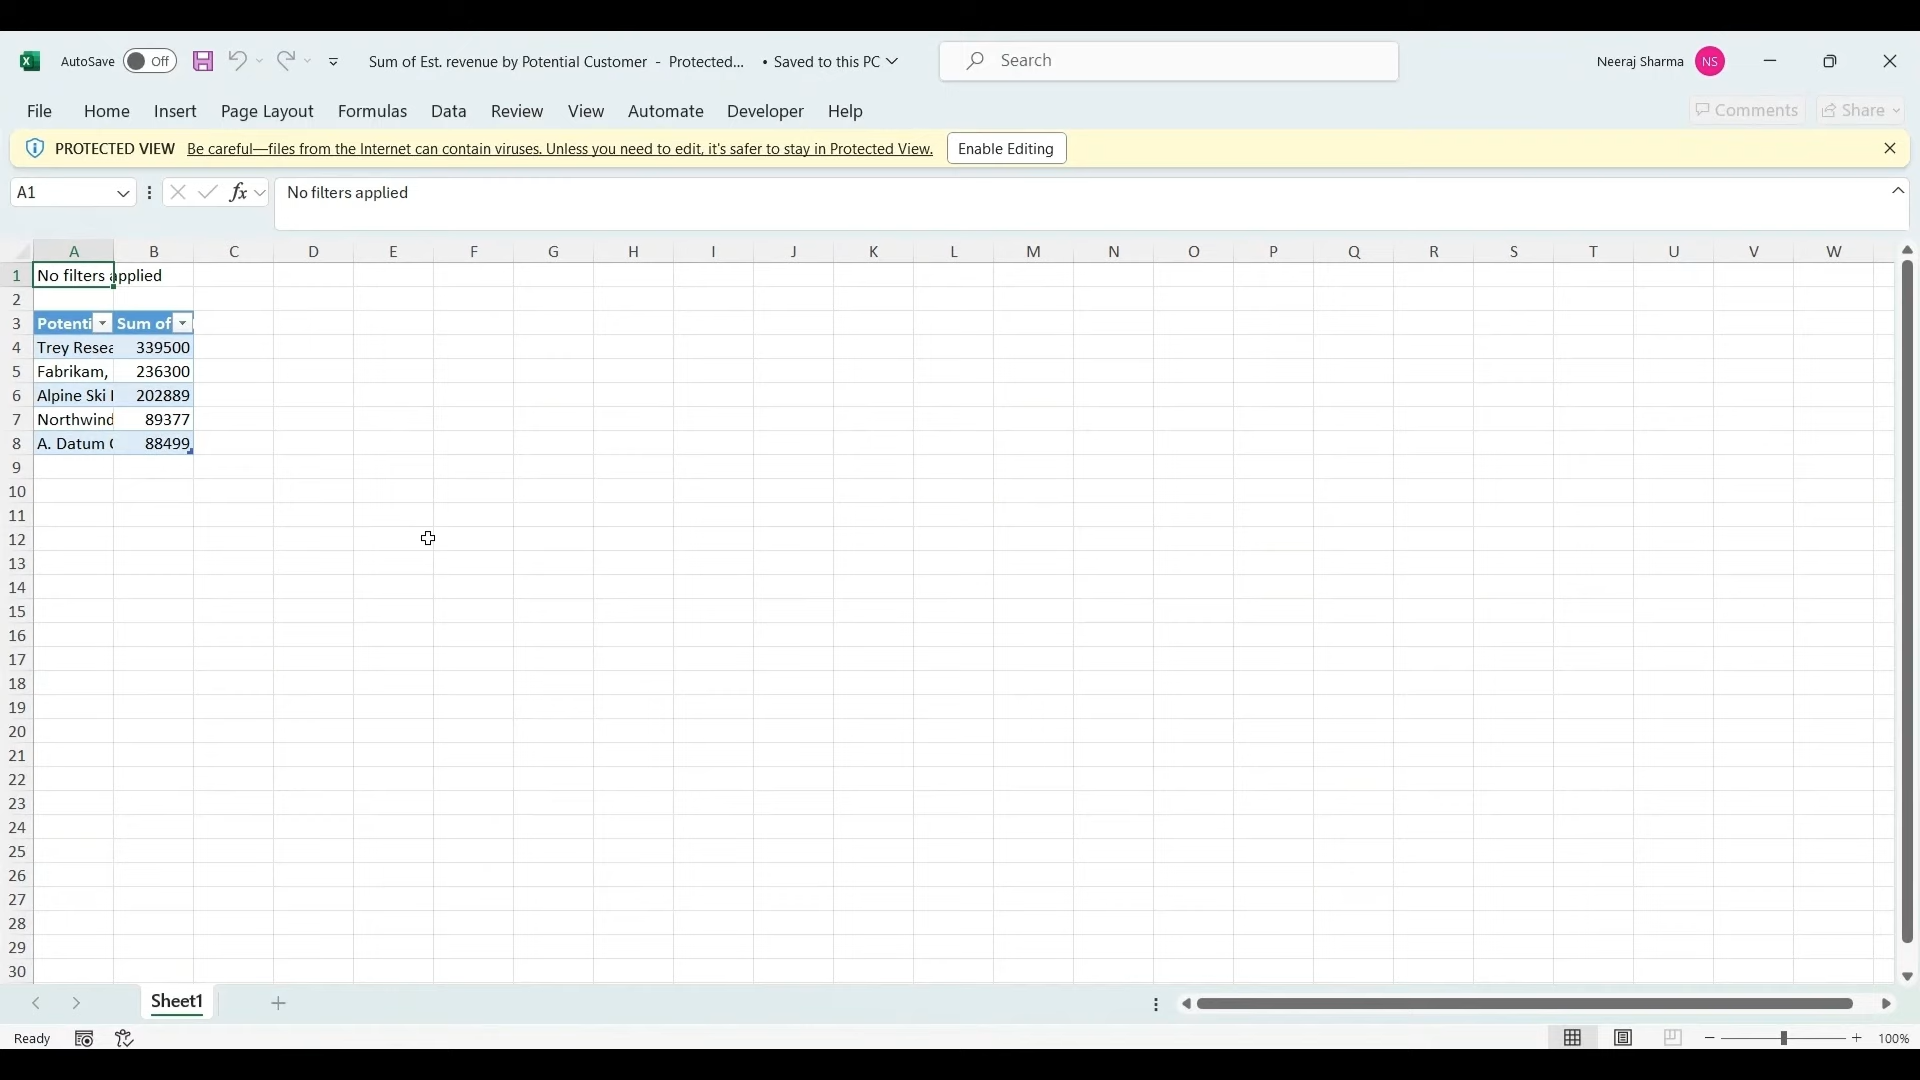 AutoSave Off Sum of Est. revenue by Potential Customer - Protected... • Saved to this PC Search Neeraj Sharma NS
File Home Insert Page Layout Formulas Data Review View Automate Developer Help Comments Share
PROTECTED VIEW Be careful—files from the Internet can contain viruses. Unless you need to edit, it's safer to stay in Protected View. Enable Editing
A1 fx No filters applied
A B C D E F G H I J K L M N O P Q R S T U V W
1 No filters applied
2
3 Potenti Sum of
4 Trey Resea 339500
5 Fabrikam, 236300
6 Alpine Ski 202889
7 Northwind 89377
8 A. Datum 88499
9
10
11
12
13
14
15
16
17
18
19
20
21
22
23
24
25
26
27
28
29
30
Sheet1
Ready 100%